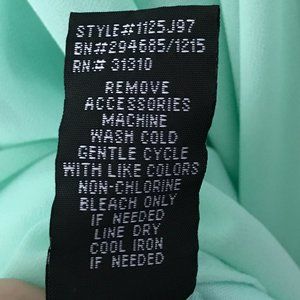 STYLE#1125J97
BN#294685/1215
RN# 31310
REMOVE
ACCESSORIES
MACHINE
WASH COLD
GENTLE CYCLE
WITH LIKE COLORS
NON-CHLORINE
BLEACH ONLY
IF NEEDED
LINE DRY
COOL IRON
IF NEEDED